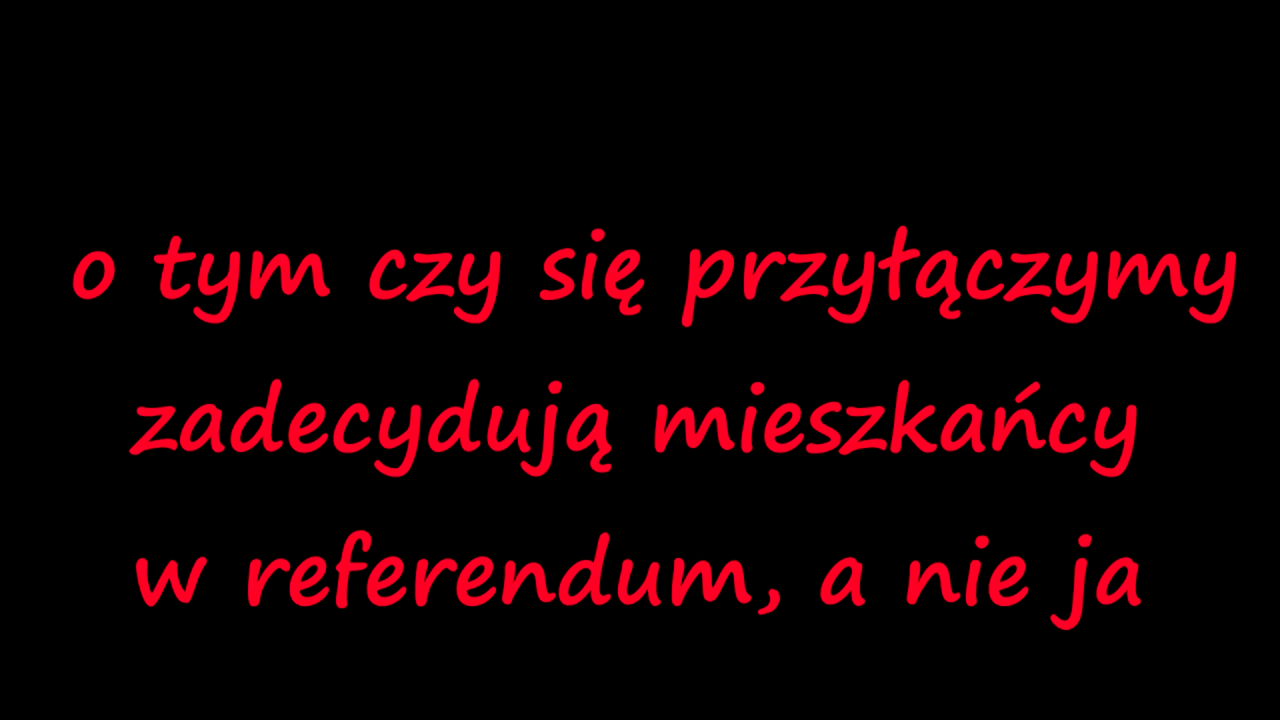 o tym czy się przyłączymy
zadecydują mieszkańcy
w referendum, a nie ja